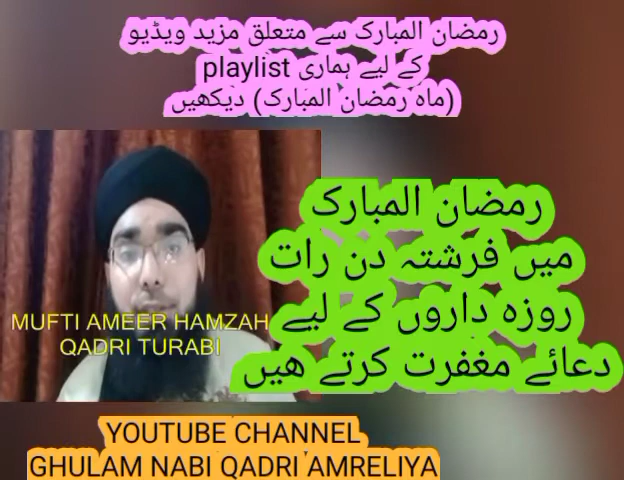 رمضان المبارک سے متعلق مزید ویڈیو
کے لیے ہماری playlist
(ماہ رمضان المبارک) دیکھیں
رمضان المبارک
میں فرشتہ دن رات
روزہ داروں کے لیے
دعائے مغفرت کرتے ھیں
MUFTI AMEER HAMZAH
QADRI TURABI
YOUTUBE CHANNEL
GHULAM NABI QADRI AMRELIYA